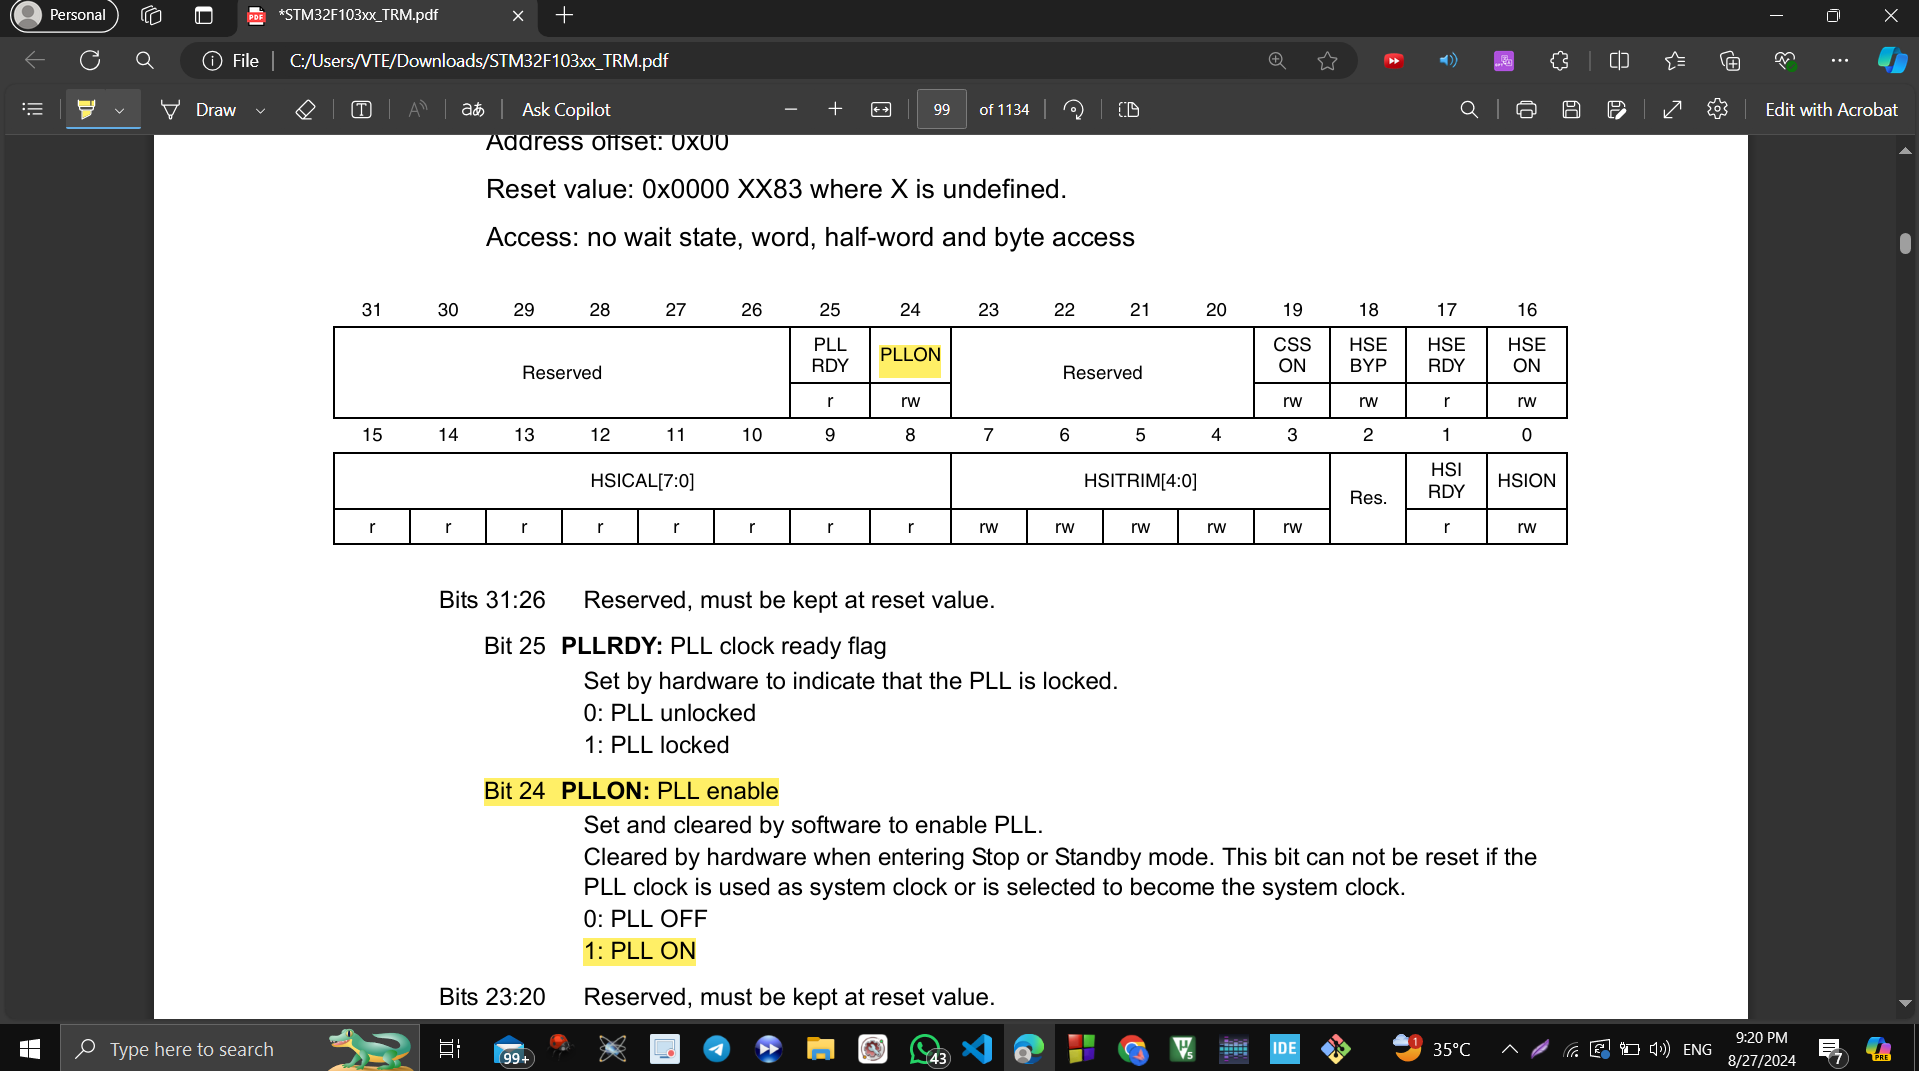 Personal
*STM32F103xx_TRM.pdf
File
C:/Users/VTE/Downloads/STM32F103xx_TRM.pdf
Draw
Ask Copilot
99 of 1134
Edit with Acrobat
Address offset: 0x00
Reset value: 0x0000 XX83 where X is undefined.
Access: no wait state, word, half-word and byte access
31 30 29 28 27 26 25 24 23 22 21 20 19 18 17 16
Reserved PLL RDY PLLON Reserved CSS ON HSE BYP HSE RDY HSE ON
r rw rw rw r rw
15 14 13 12 11 10 9 8 7 6 5 4 3 2 1 0
HSICAL[7:0] HSITRIM[4:0] Res. HSI RDY HSION
r r r r r r r r rw rw rw rw rw r rw
Bits 31:26 Reserved, must be kept at reset value.
Bit 25 PLLRDY: PLL clock ready flag
Set by hardware to indicate that the PLL is locked.
0: PLL unlocked
1: PLL locked
Bit 24 PLLON: PLL enable
Set and cleared by software to enable PLL.
Cleared by hardware when entering Stop or Standby mode. This bit can not be reset if the
PLL clock is used as system clock or is selected to become the system clock.
0: PLL OFF
1: PLL ON
Bits 23:20 Reserved, must be kept at reset value.
Type here to search
99+
43
IDE
1
35°C
ENG
9:20 PM
8/27/2024
7
PRE